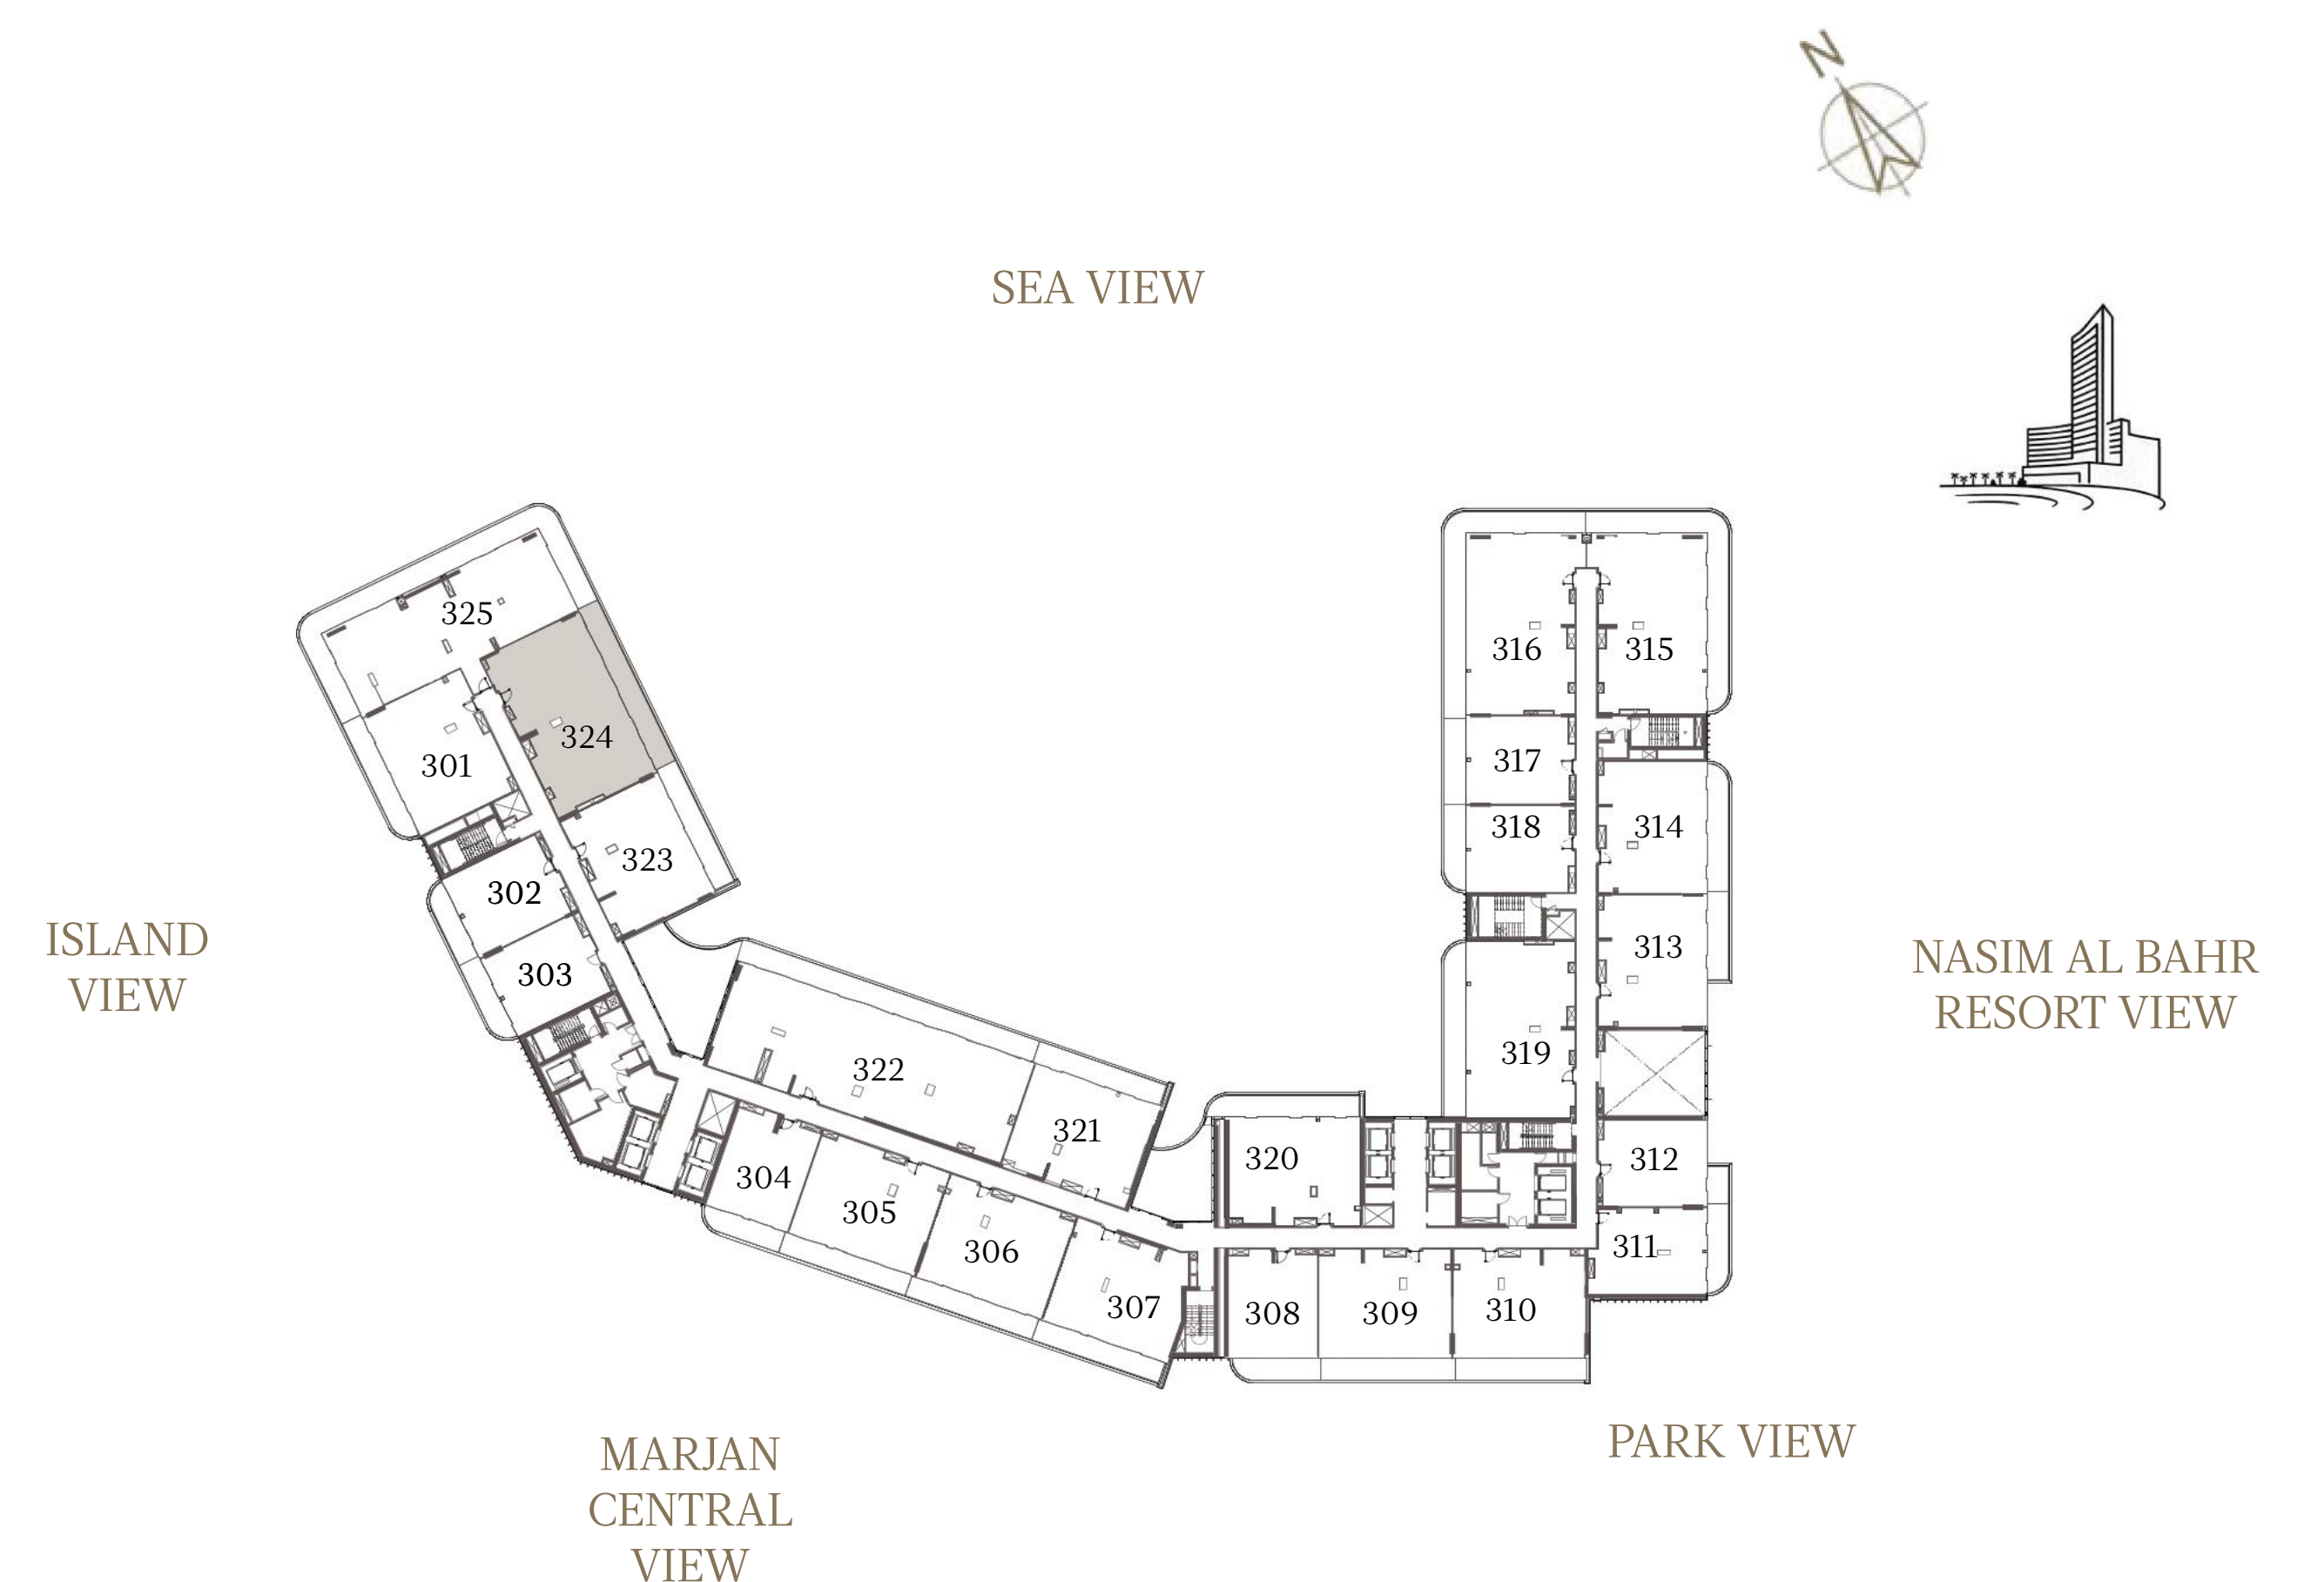 N
SEA VIEW
325
324
301
323
302
303
322
321
304
305
306
307
316
315
317
318
314
313
319
320
312
311
308
309
310
ISLAND
VIEW
NASIM AL BAHR
RESORT VIEW
MARJAN
CENTRAL
VIEW
PARK VIEW